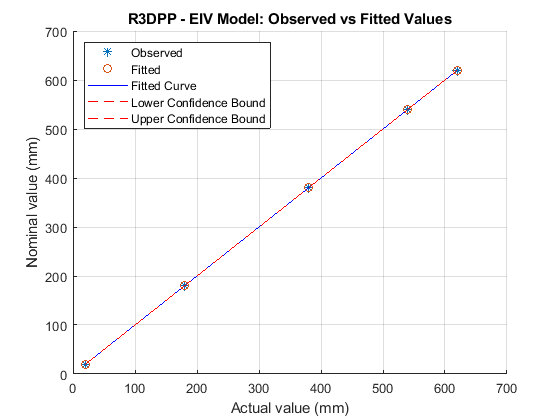 R3DPP - EIV Model: Observed vs Fitted Values
700
600
500
400
300
200
100
0
Nominal value (mm)
Observed
Fitted
Fitted Curve
Lower Confidence Bound
Upper Confidence Bound
0 100 200 300 400 500 600 700
Actual value (mm)